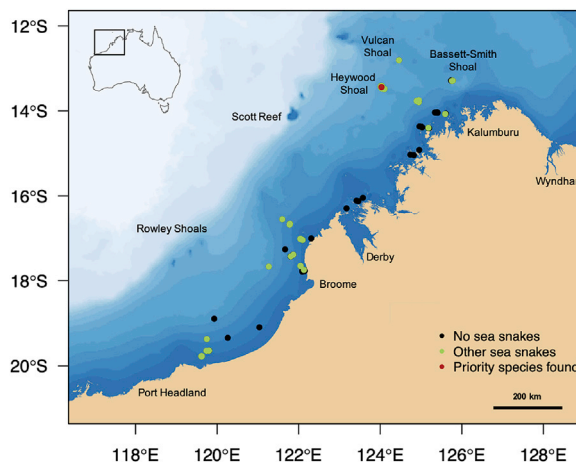 12°S
14°S
16°S
18°S
20°S
Vulcan
Shoal
Bassett-Smith
Shoal
Heywood
Shoal
Scott Reef
Kalumburu
Wyndham
Rowley Shoals
Derby
Broome
No sea snakes
Other sea snakes
Priority species found
Port Headland
200 km
118°E
120°E
122°E
124°E
126°E
128°E